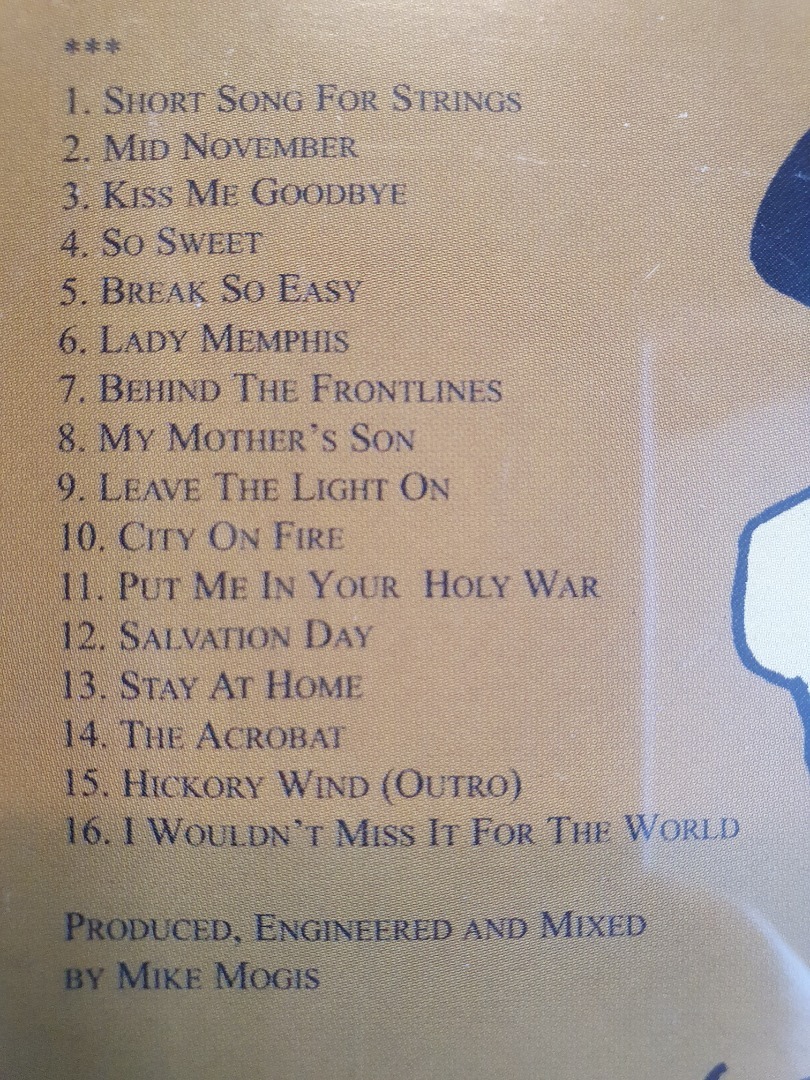 ***
1. Short Song For Strings
2. Mid November
3. Kiss Me Goodbye
4. So Sweet
5. Break So Easy
6. Lady Memphis
7. Behind The Frontlines
8. My Mother's Son
9. Leave The Light On
10. City On Fire
11. Put Me In Your  Holy War
12. Salvation Day
13. Stay At Home
14. The Acrobat
15. Hickory Wind (Outro)
16. I Wouldn't Miss It For The World
Produced, Engineered and Mixed
by Mike Mogis